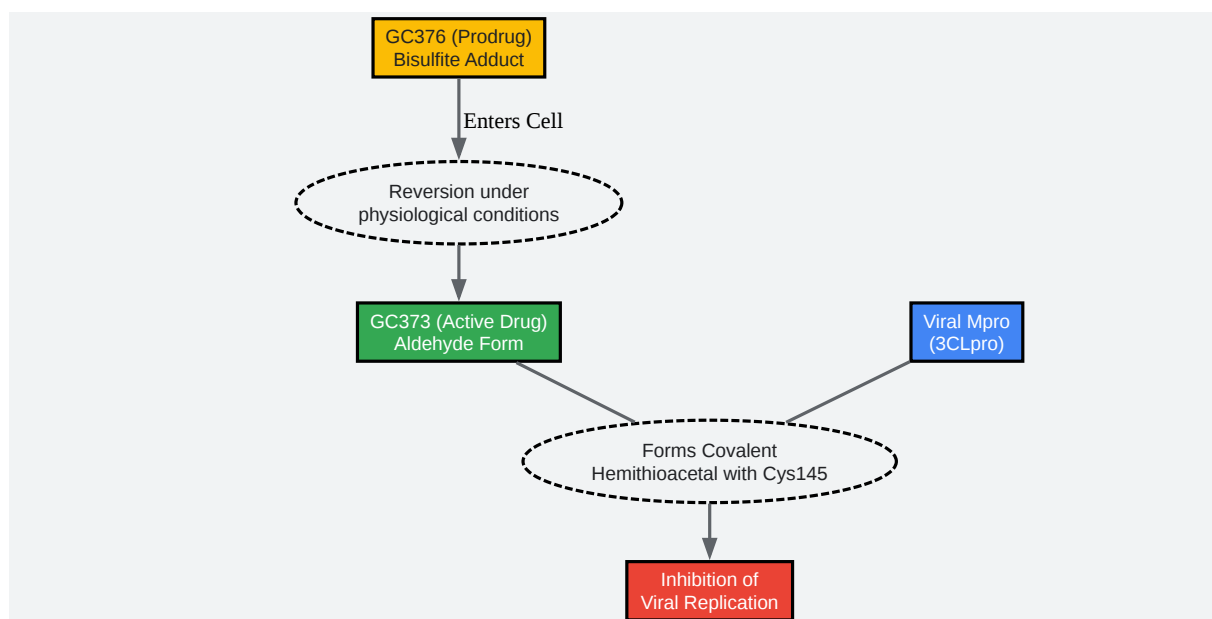 GC376 (Prodrug)
Bisulfite Adduct
Enters Cell
Reversion under
physiological conditions
GC373 (Active Drug)
Aldehyde Form
Viral Mpro
(3CLpro)
Forms Covalent
Hemithioacetal with Cys145
Inhibition of
Viral Replication